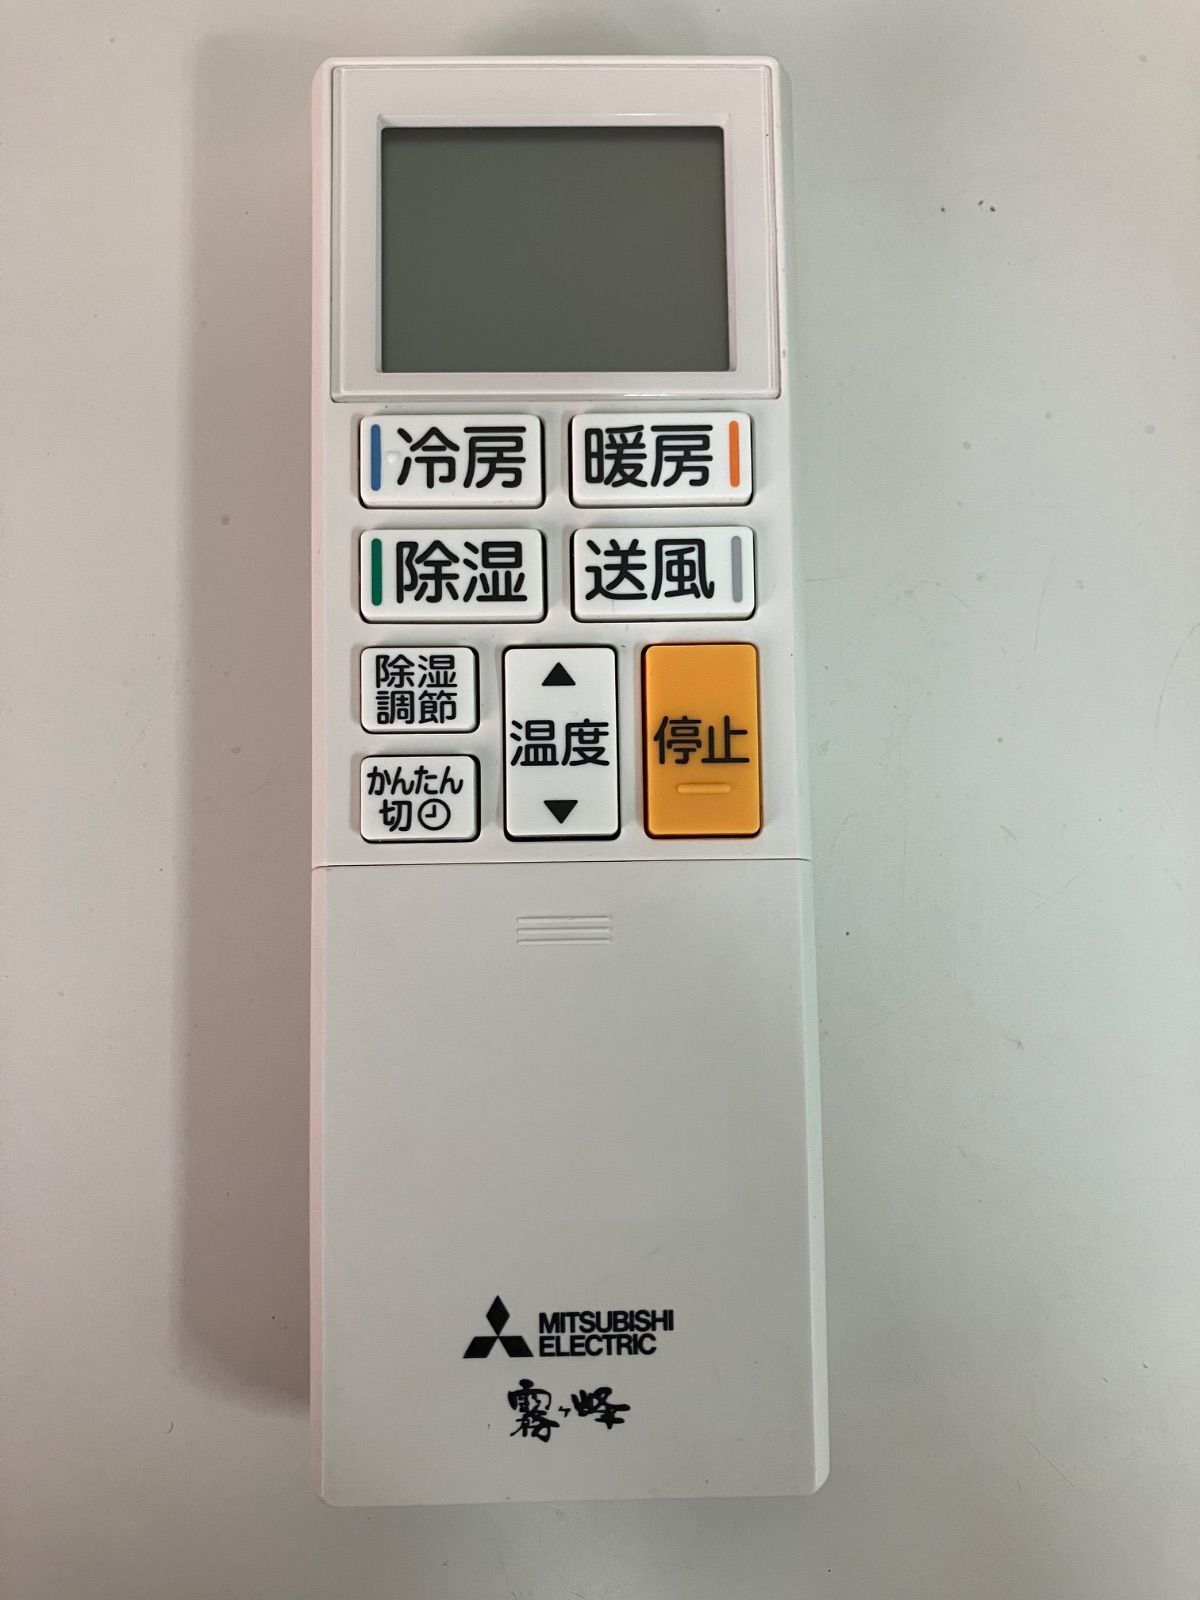 冷房
暖房
除湿
送風
除湿
調節
▲
温度
▼
停止
かんたん
切
MITSUBISHI
ELECTRIC
霧ヶ峰